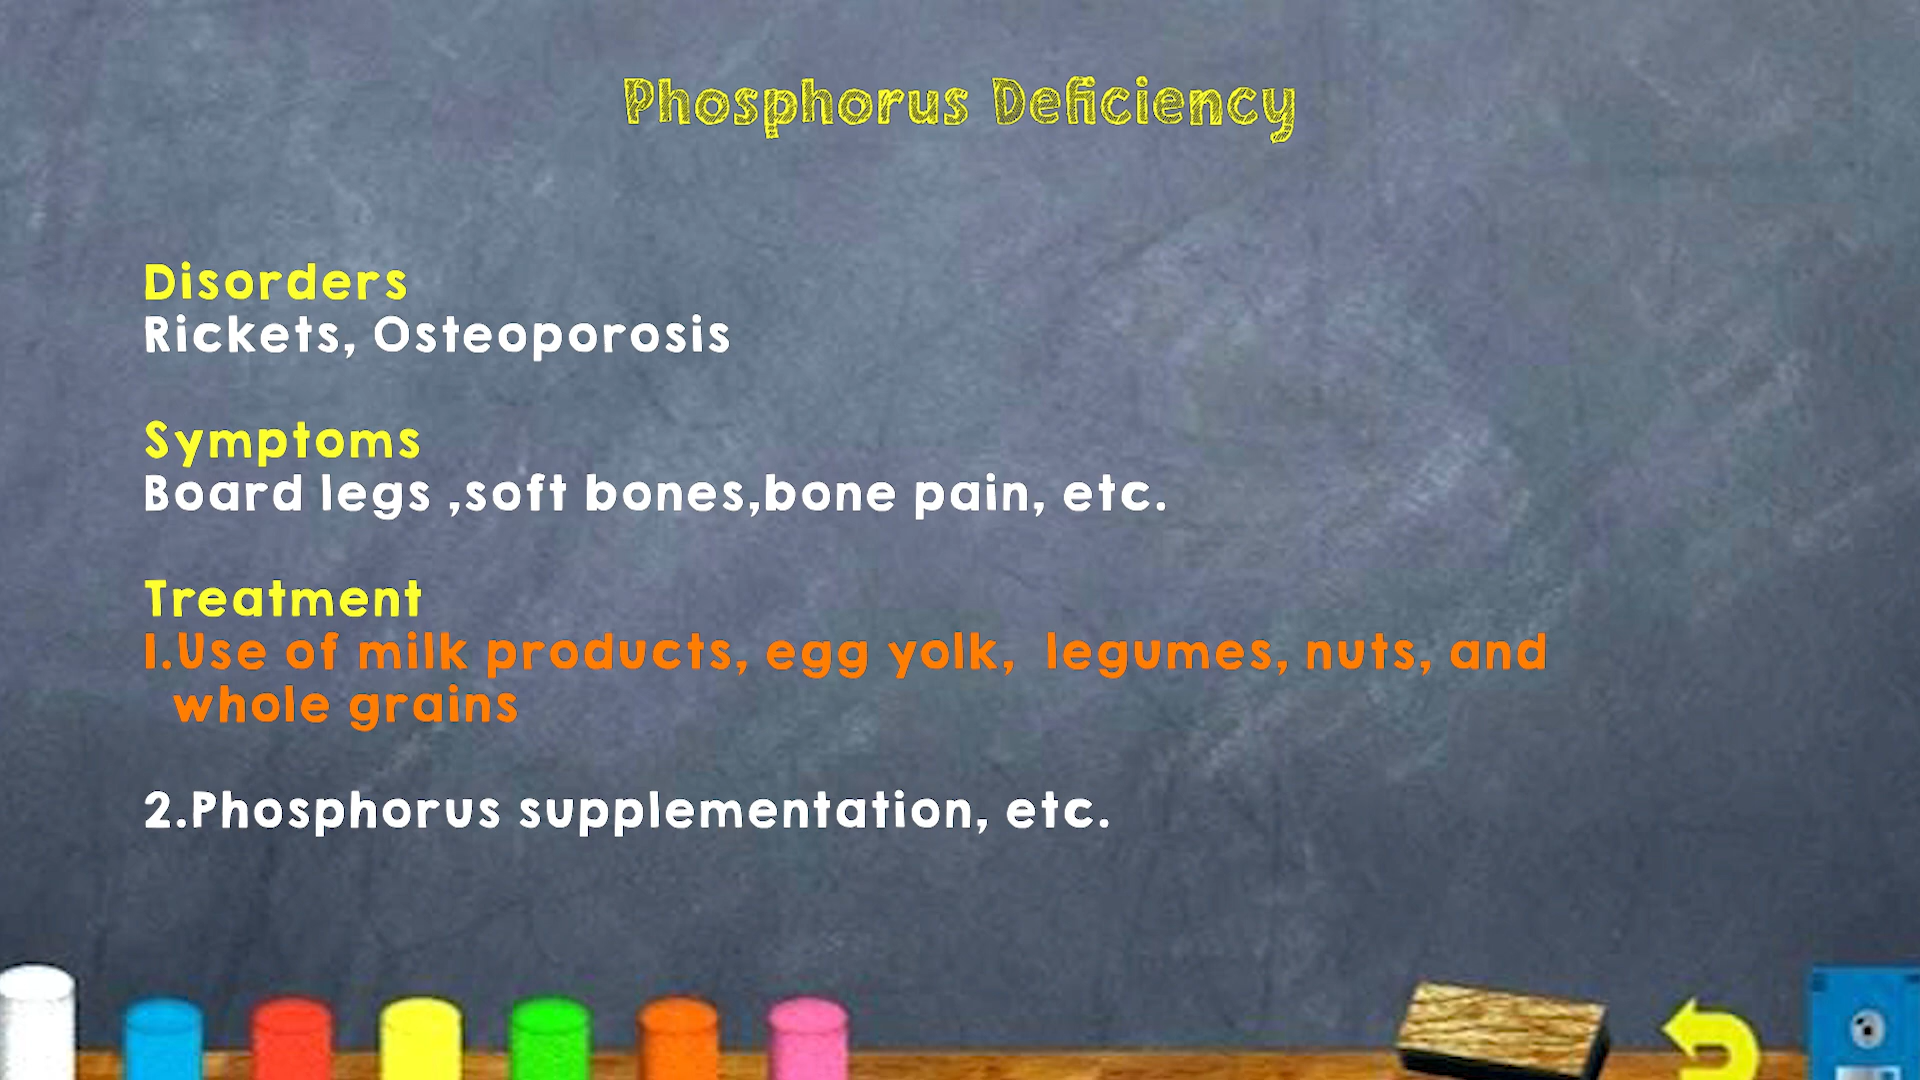 Phosphorus Deficiency
Disorders
Rickets, Osteoporosis
Symptoms
Board legs ,soft bones,bone pain, etc.
Treatment
1.Use of milk products, egg yolk,  legumes, nuts, and
whole grains
2.Phosphorus supplementation, etc.